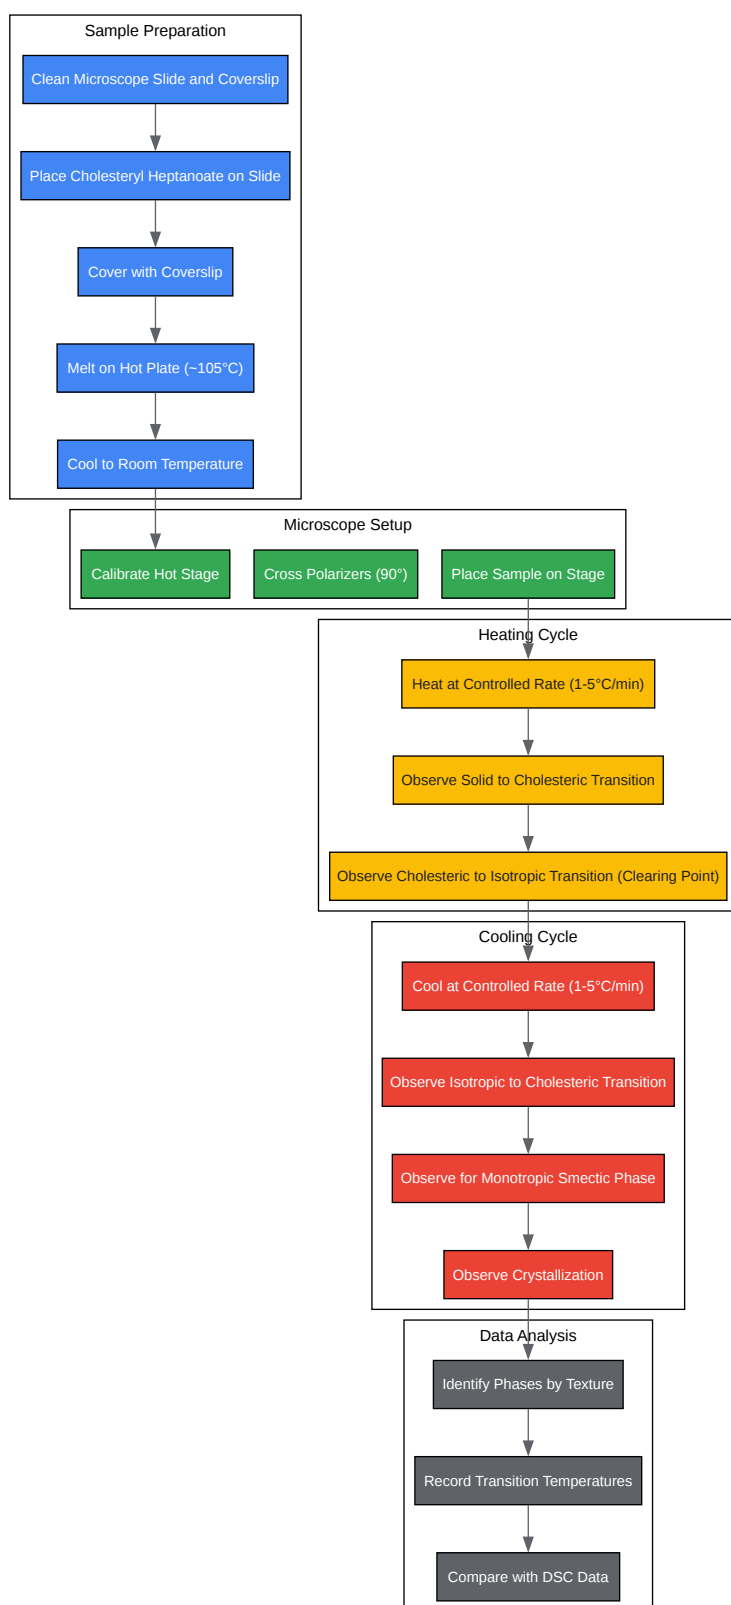 Sample Preparation
Clean Microscope Slide and Coverslip
Place Cholesteryl Heptanoate on Slide
Cover with Coverslip
Melt on Hot Plate (~105°C)
Cool to Room Temperature
Microscope Setup
Calibrate Hot Stage
Cross Polarizers (90°)
Place Sample on Stage
Heating Cycle
Heat at Controlled Rate (1-5°C/min)
Observe Solid to Cholesteric Transition
Observe Cholesteric to Isotropic Transition (Clearing Point)
Cooling Cycle
Cool at Controlled Rate (1-5°C/min)
Observe Isotropic to Cholesteric Transition
Observe for Monotropic Smectic Phase
Observe Crystallization
Data Analysis
Identify Phases by Texture
Record Transition Temperatures
Compare with DSC Data